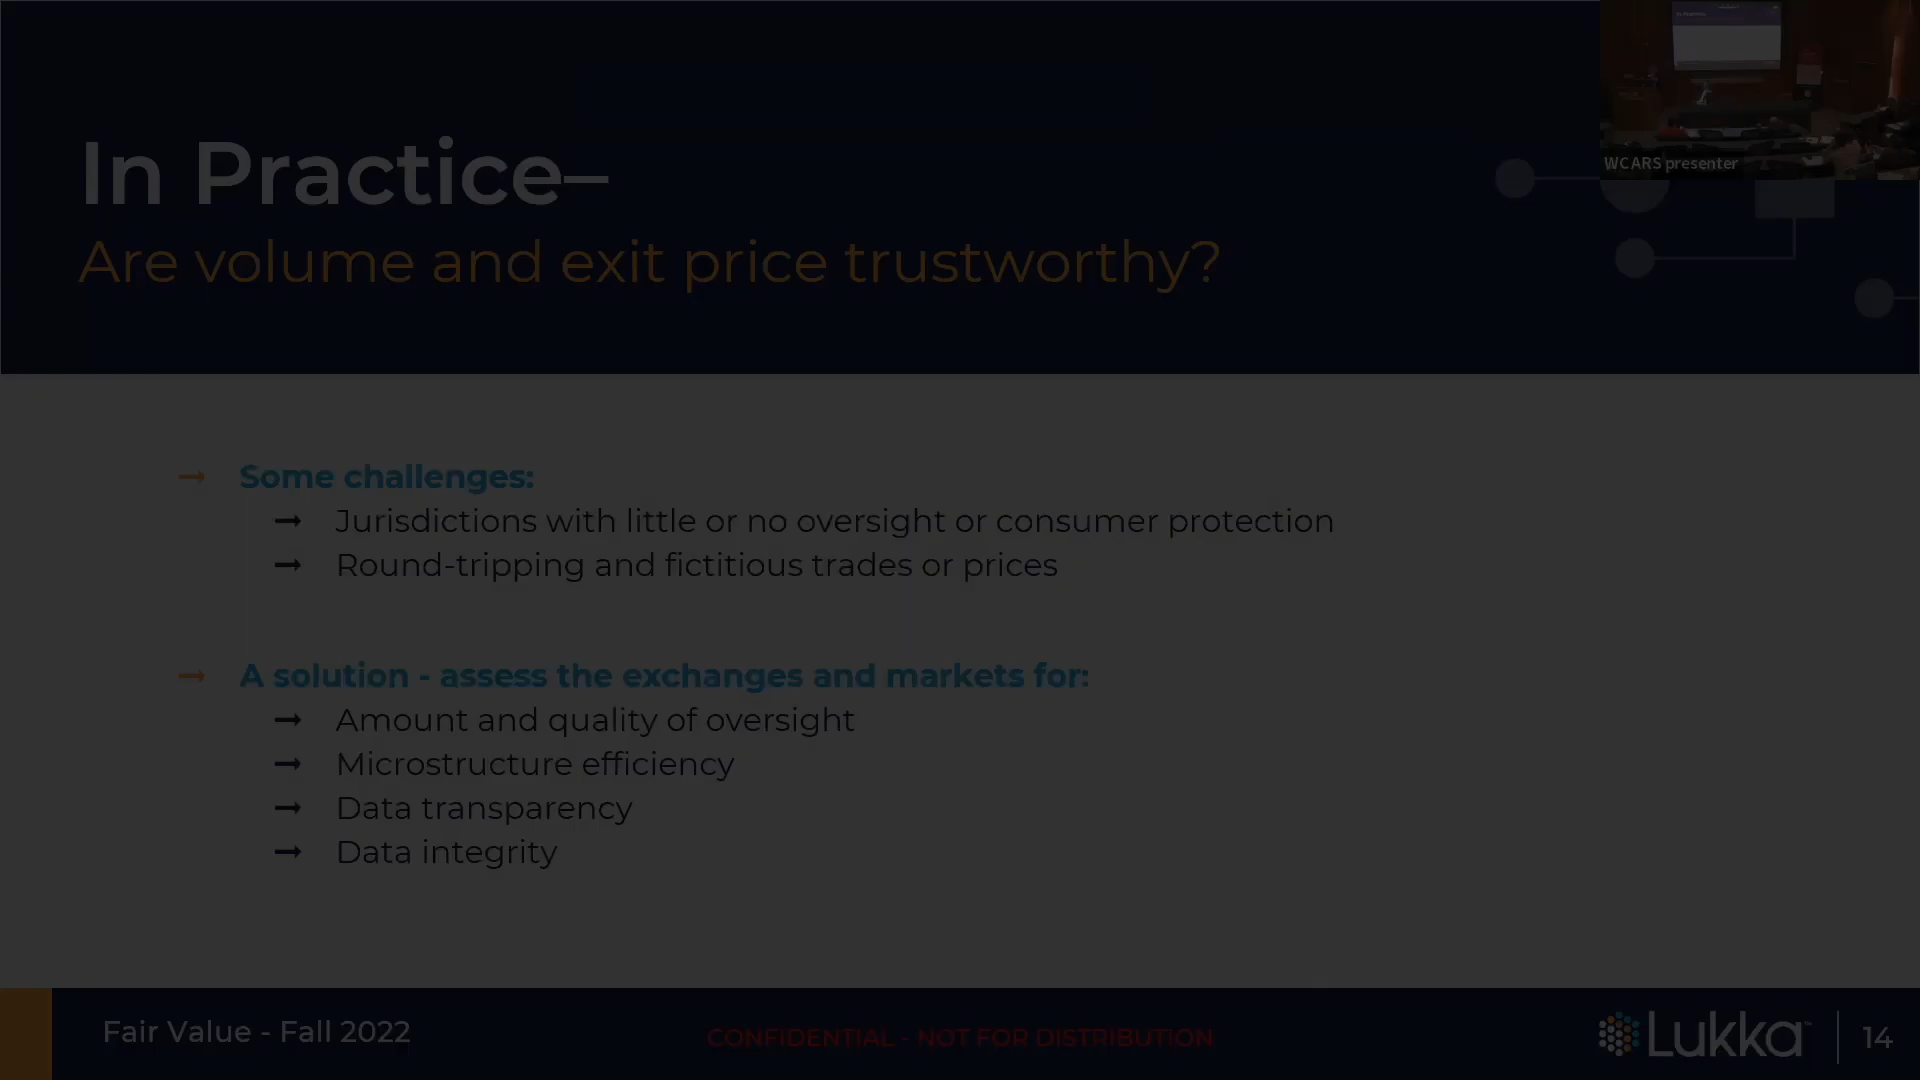 WCARS presenter
In Practice–
Are volume and exit price trustworthy?
Some challenges:
Jurisdictions with little or no oversight or consumer protection
Round-tripping and fictitious trades or prices
A solution - assess the exchanges and markets for:
Amount and quality of oversight
Microstructure efficiency
Data transparency
Data integrity
Fair Value - Fall 2022
CONFIDENTIAL - NOT FOR DISTRIBUTION
Lukka™
14